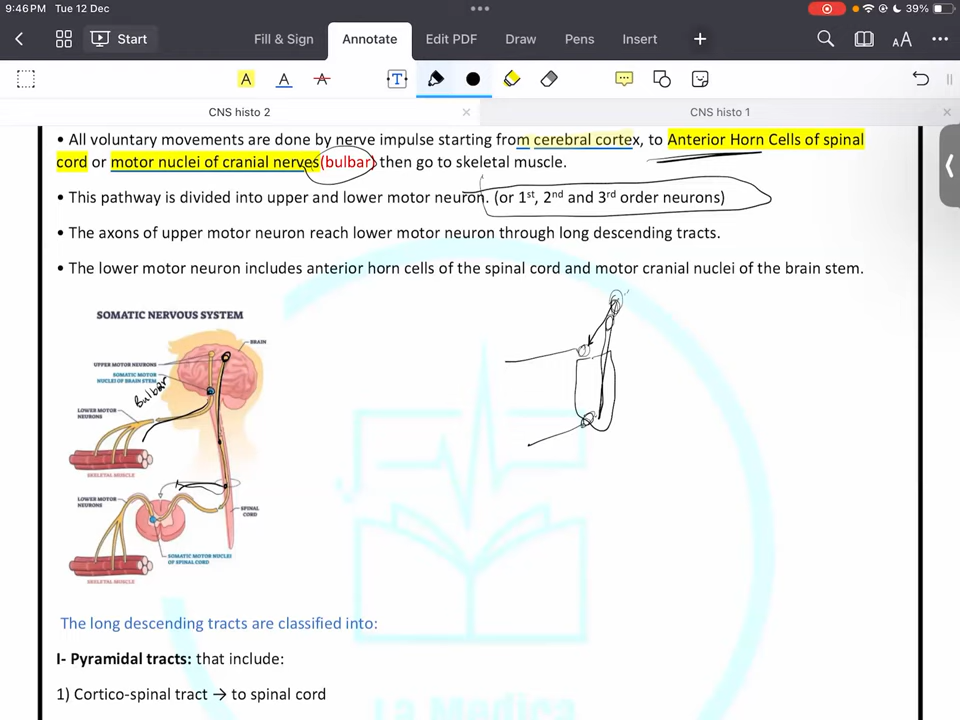 9:46 PM Tue 12 Dec
39%
Start
Fill & Sign
Annotate
Edit PDF
Draw
Pens
Insert
CNS histo 2
CNS histo 1
• All voluntary movements are done by nerve impulse starting from cerebral cortex, to Anterior Horn Cells of spinal
cord or motor nuclei of cranial nerves (bulbar) then go to skeletal muscle.
• This pathway is divided into upper and lower motor neuron. (or 1st, 2nd and 3rd order neurons)
• The axons of upper motor neuron reach lower motor neuron through long descending tracts.
• The lower motor neuron includes anterior horn cells of the spinal cord and motor cranial nuclei of the brain stem.
SOMATIC NERVOUS SYSTEM
BRAIN
UPPER MOTOR NEURONS
SOMATIC MOTOR
NUCLEI OF BRAIN STEM
Bulbar
LOWER MOTOR
NEURONS
SKELETAL MUSCLE
LOWER MOTOR
NEURONS
SPINAL
CORD
SOMATIC MOTOR NUCLEI
OF SPINAL CORD
SKELETAL MUSCLE
The long descending tracts are classified into:
I- Pyramidal tracts: that include:
1) Cortico-spinal tract → to spinal cord
La Medica